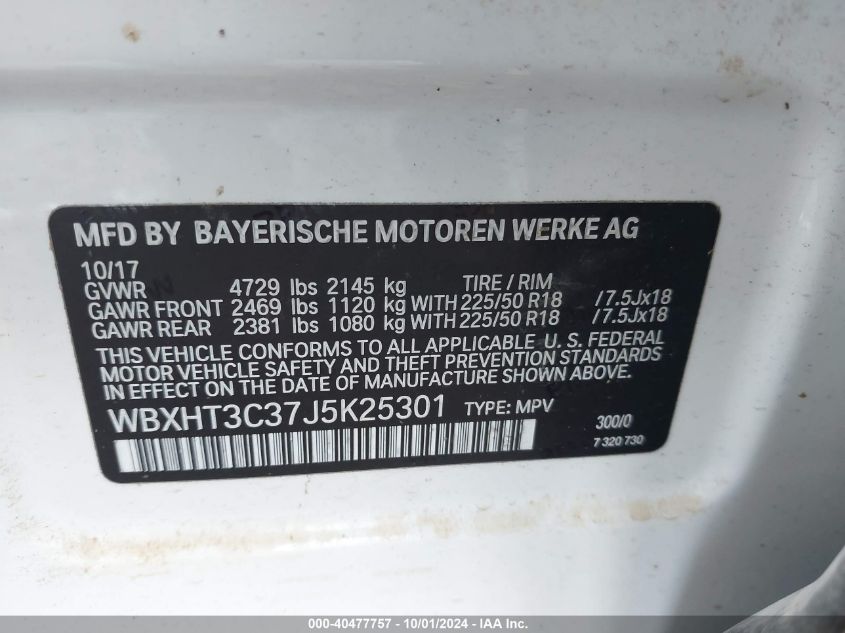 MFD BY BAYERISCHE MOTOREN WERKE AG
10/17
GVWR 4729 lbs 2145 kg TIRE / RIM
GAWR FRONT 2469 lbs 1120 kg WITH 225/50 R18 /7.5Jx18
GAWR REAR 2381 lbs 1080 kg WITH 225/50 R18 /7.5Jx18
THIS VEHICLE CONFORMS TO ALL APPLICABLE U. S. FEDERAL
MOTOR VEHICLE SAFETY AND THEFT PREVENTION STANDARDS
IN EFFECT ON THE DATE OF MANUFACTURE SHOWN ABOVE.
WBXHT3C37J5K25301 TYPE: MPV 300/0
7 320 730
000-40477757 - 10/01/2024 - IAA Inc.